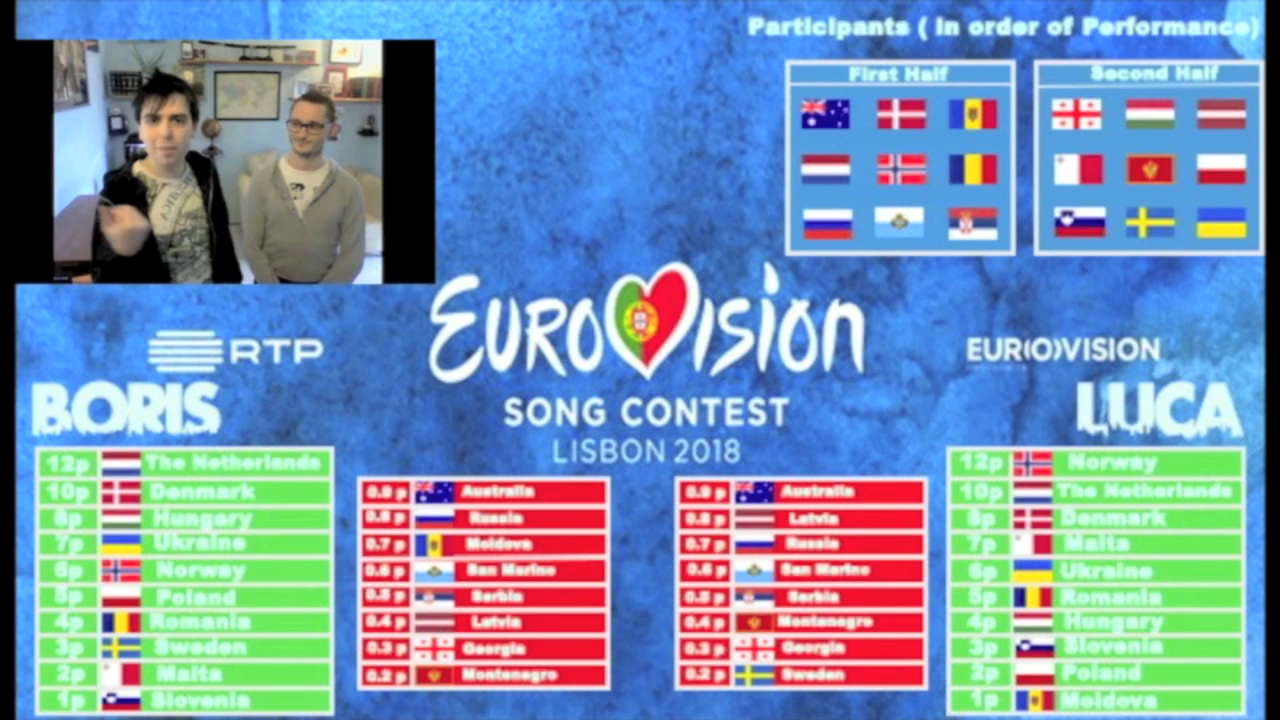 Participants ( in order of Performance)
First Half
Second Half
EUROVISION
SONG CONTEST
LISBON 2018
RTP
EUR(O)VISION
BORIS
LUCA
12p The Netherlands
10p Denmark
8p Hungary
7p Ukraine
6p Norway
5p Poland
4p Romania
3p Sweden
2p Malta
1p Slovenia
0.9 p Australia
0.8 p Russia
0.7 p Moldova
0.6 p San Marino
0.5 p Serbia
0.4 p Latvia
0.3 p Georgia
0.2 p Montenegro
0.9 p Australia
0.8 p Latvia
0.7 p Russia
0.6 p San Marino
0.5 p Serbia
0.4 p Montenegro
0.3 p Georgia
0.2 p Sweden
12p Norway
10p The Netherlands
8p Denmark
7p Malta
6p Ukraine
5p Romania
4p Hungary
3p Slovenia
2p Poland
1p Moldova